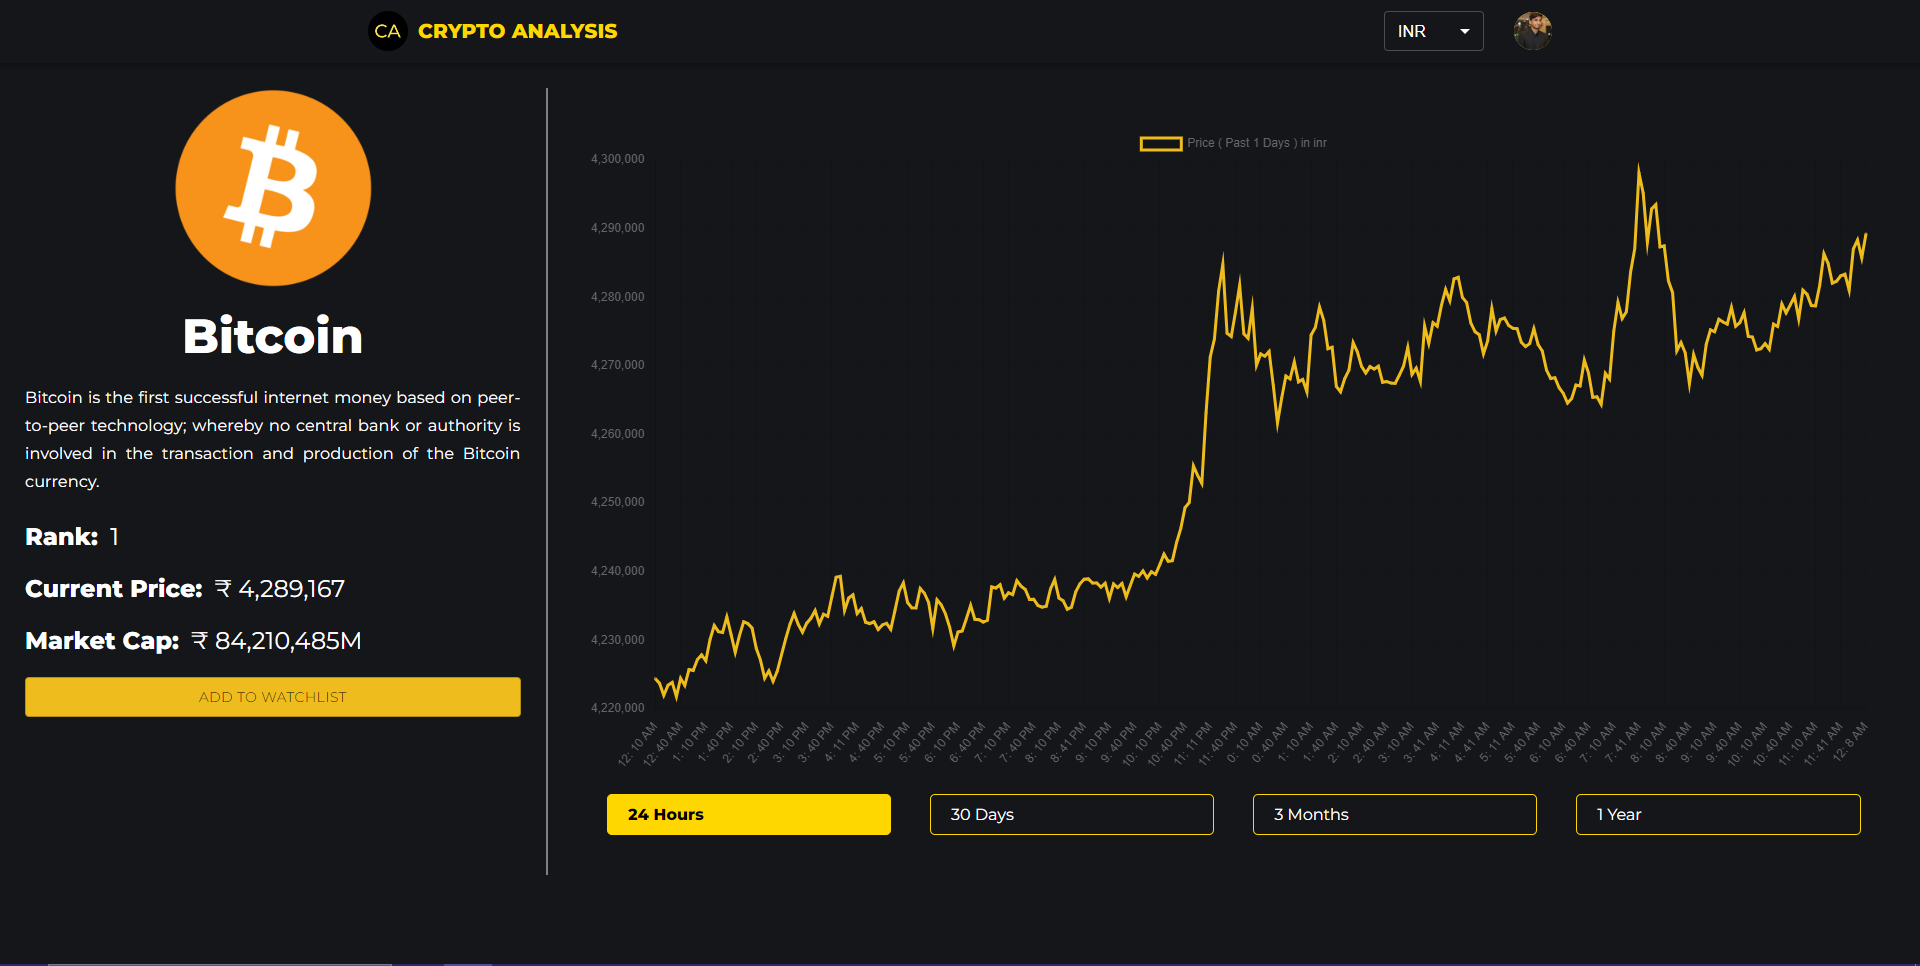 CA CRYPTO ANALYSIS
INR
Bitcoin
Bitcoin is the first successful internet money based on peer-
to-peer technology; whereby no central bank or authority is
involved in the transaction and production of the Bitcoin
currency.
Rank: 1
Current Price: ₹ 4,289,167
Market Cap: ₹ 84,210,485M
ADD TO WATCHLIST
Price ( Past 1 Days ) in inr
4,300,000
4,290,000
4,280,000
4,270,000
4,260,000
4,250,000
4,240,000
4,230,000
4,220,000
12: 10 AM
12: 40 AM
1: 10 PM
1: 40 PM
2: 10 PM
2: 40 PM
3: 10 PM
3: 40 PM
4: 11 PM
4: 40 PM
5: 10 PM
5: 40 PM
6: 10 PM
6: 40 PM
7: 10 PM
7: 40 PM
8: 10 PM
8: 41 PM
9: 10 PM
9: 40 PM
10: 10 PM
10: 40 PM
11: 11 PM
11: 40 PM
0: 10 AM
0: 40 AM
1: 10 AM
1: 40 AM
2: 10 AM
2: 40 AM
3: 10 AM
3: 41 AM
4: 11 AM
4: 41 AM
5: 11 AM
5: 40 AM
6: 10 AM
6: 40 AM
7: 10 AM
7: 41 AM
8: 10 AM
8: 40 AM
9: 10 AM
9: 40 AM
10: 10 AM
10: 40 AM
11: 10 AM
11: 41 AM
12: 8 AM
24 Hours
30 Days
3 Months
1 Year